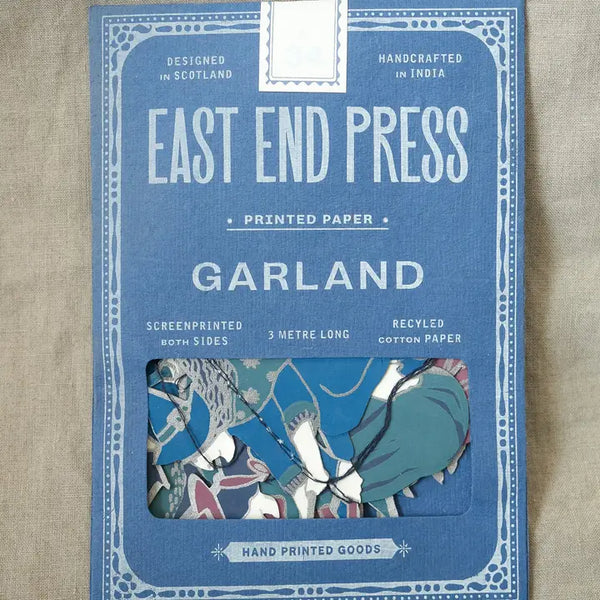 DESIGNED
IN SCOTLAND
HANDCRAFTED
IN INDIA
EAST END PRESS
• PRINTED PAPER •
GARLAND
SCREENPRINTED
BOTH SIDES
3 METRE LONG
RECYLED
COTTON PAPER
HAND PRINTED GOODS